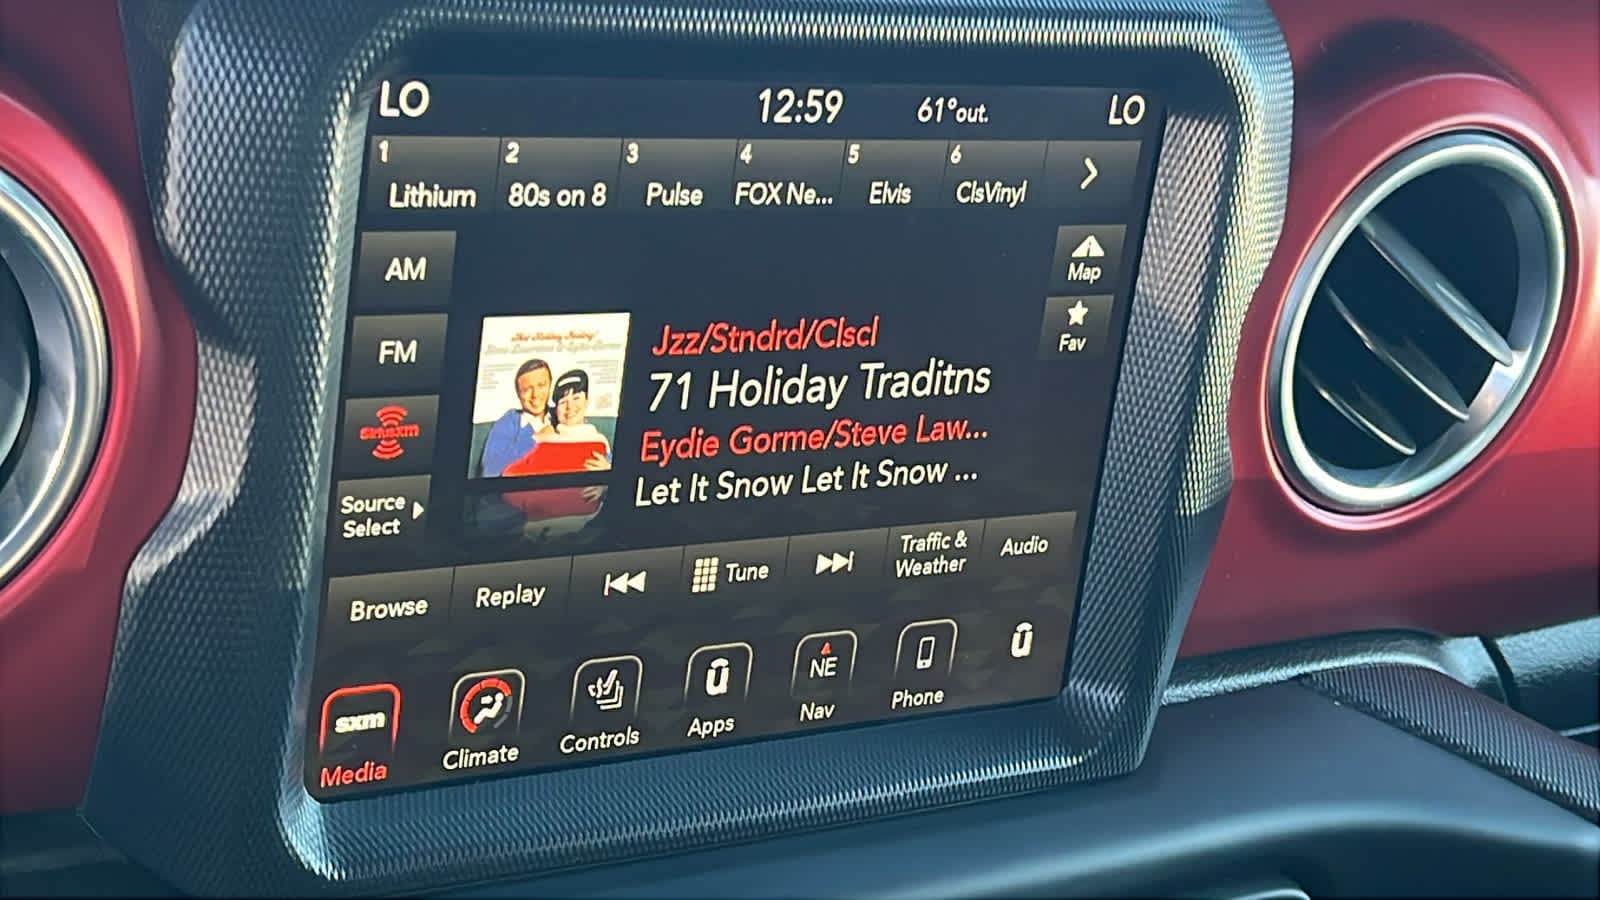 LO 12:59 61°out. LO
1 2 3 4 5 6
Lithium 80s on 8 Pulse FOX Ne... Elvis ClsVinyl
AM
Map
FM
Fav
Jzz/Stndrd/Clscl
71 Holiday Traditns
Eydie Gorme/Steve Law...
Let It Snow Let It Snow ...
siriusxm
Source
Select
Browse Replay Tune Traffic & Audio
Weather
sxm NE
Media Climate Controls Apps Nav Phone